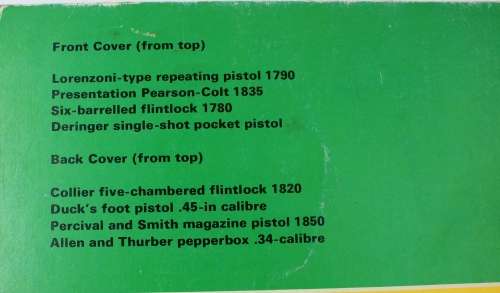 Front Cover (from top)
Lorenzoni-type repeating pistol 1790
Presentation Pearson-Colt 1835
Six-barrelled flintlock 1780
Deringer single-shot pocket pistol
Back Cover (from top)
Collier five-chambered flintlock 1820
Duck's foot pistol .45-in calibre
Percival and Smith magazine pistol 1850
Allen and Thurber pepperbox .34-calibre